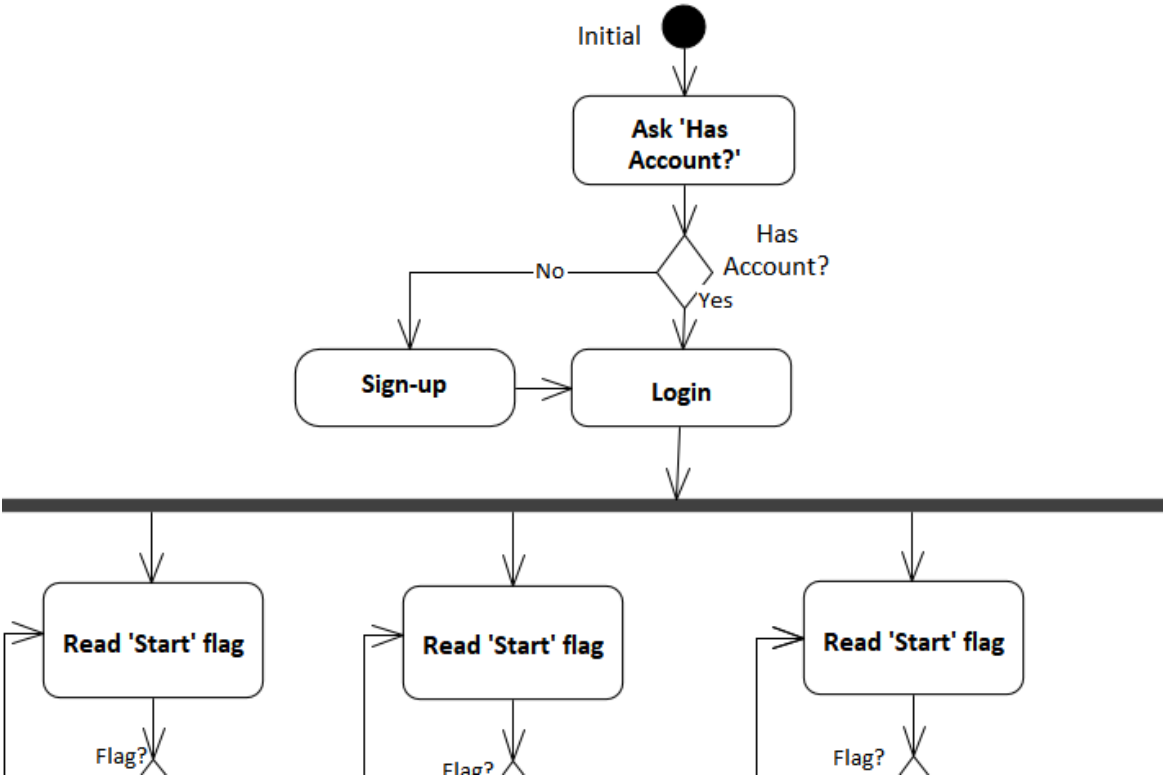 Initial
Ask 'Has
Account?'
Has
Account?
No
Yes
Sign-up
Login
Read 'Start' flag
Read 'Start' flag
Read 'Start' flag
Flag?
Flag?
Flag?